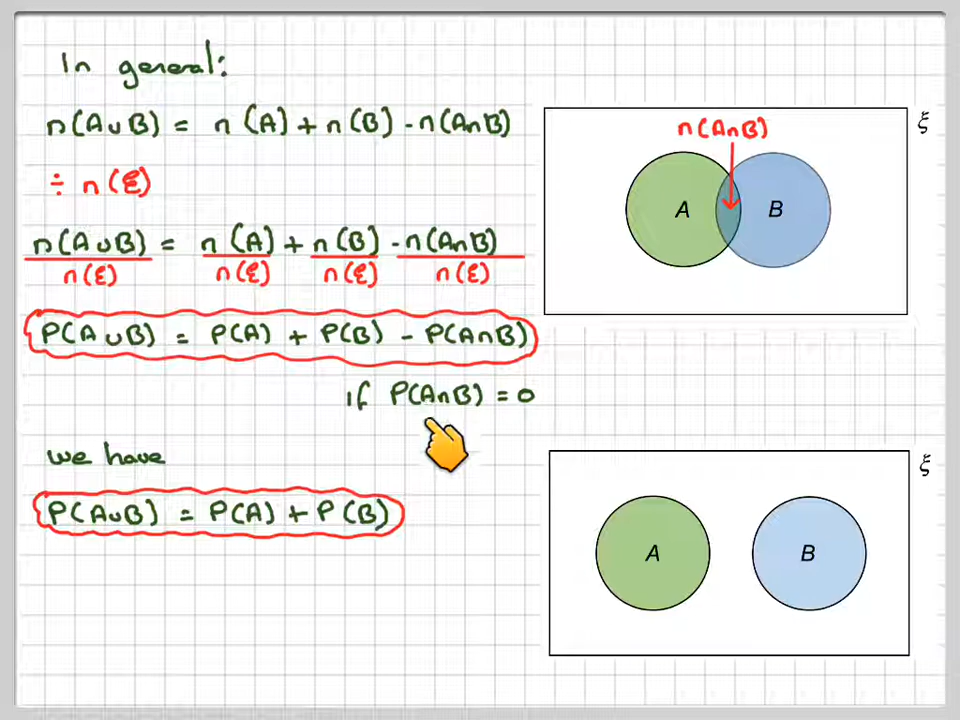 In general:
n(A∪B) = n(A) + n(B) - n(A∩B)
÷ n(ξ)
n(A∪B)/n(ξ) = n(A)/n(ξ) + n(B)/n(ξ) - n(A∩B)/n(ξ)
P(A∪B) = P(A) + P(B) - P(A∩B)
if P(A∩B) = 0
we have
P(A∪B) = P(A) + P(B)
n(A∩B)
ξ
A B
ξ
A B